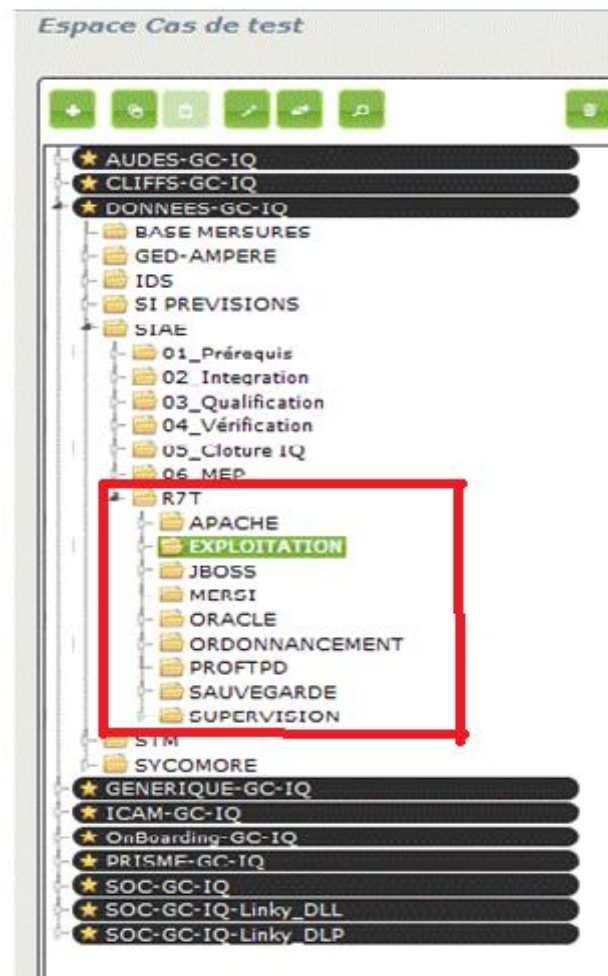 Espace Cas de test
AUDES-GC-IQ
CLIFFS-GC-IQ
DONNEES-GC-IQ
BASE MERSURES
GED-AMPERE
IDS
SI PREVISIONS
SIAE
01_Prérequis
02_Integration
03_Qualification
04_Vérification
05_Cloture IQ
06_MEP
R7T
APACHE
EXPLOITATION
JBOSS
MERSI
ORACLE
ORDONNANCEMENT
PROFTPD
SAUVEGARDE
SUPERVISION
STM
SYCOMORE
GENERIQUE-GC-IQ
ICAM-GC-IQ
OnBoarding-GC-IQ
PRISME-GC-IQ
SOC-GC-IQ
SOC-GC-IQ-Linky_DLL
SOC-GC-IQ-Linky_DLP